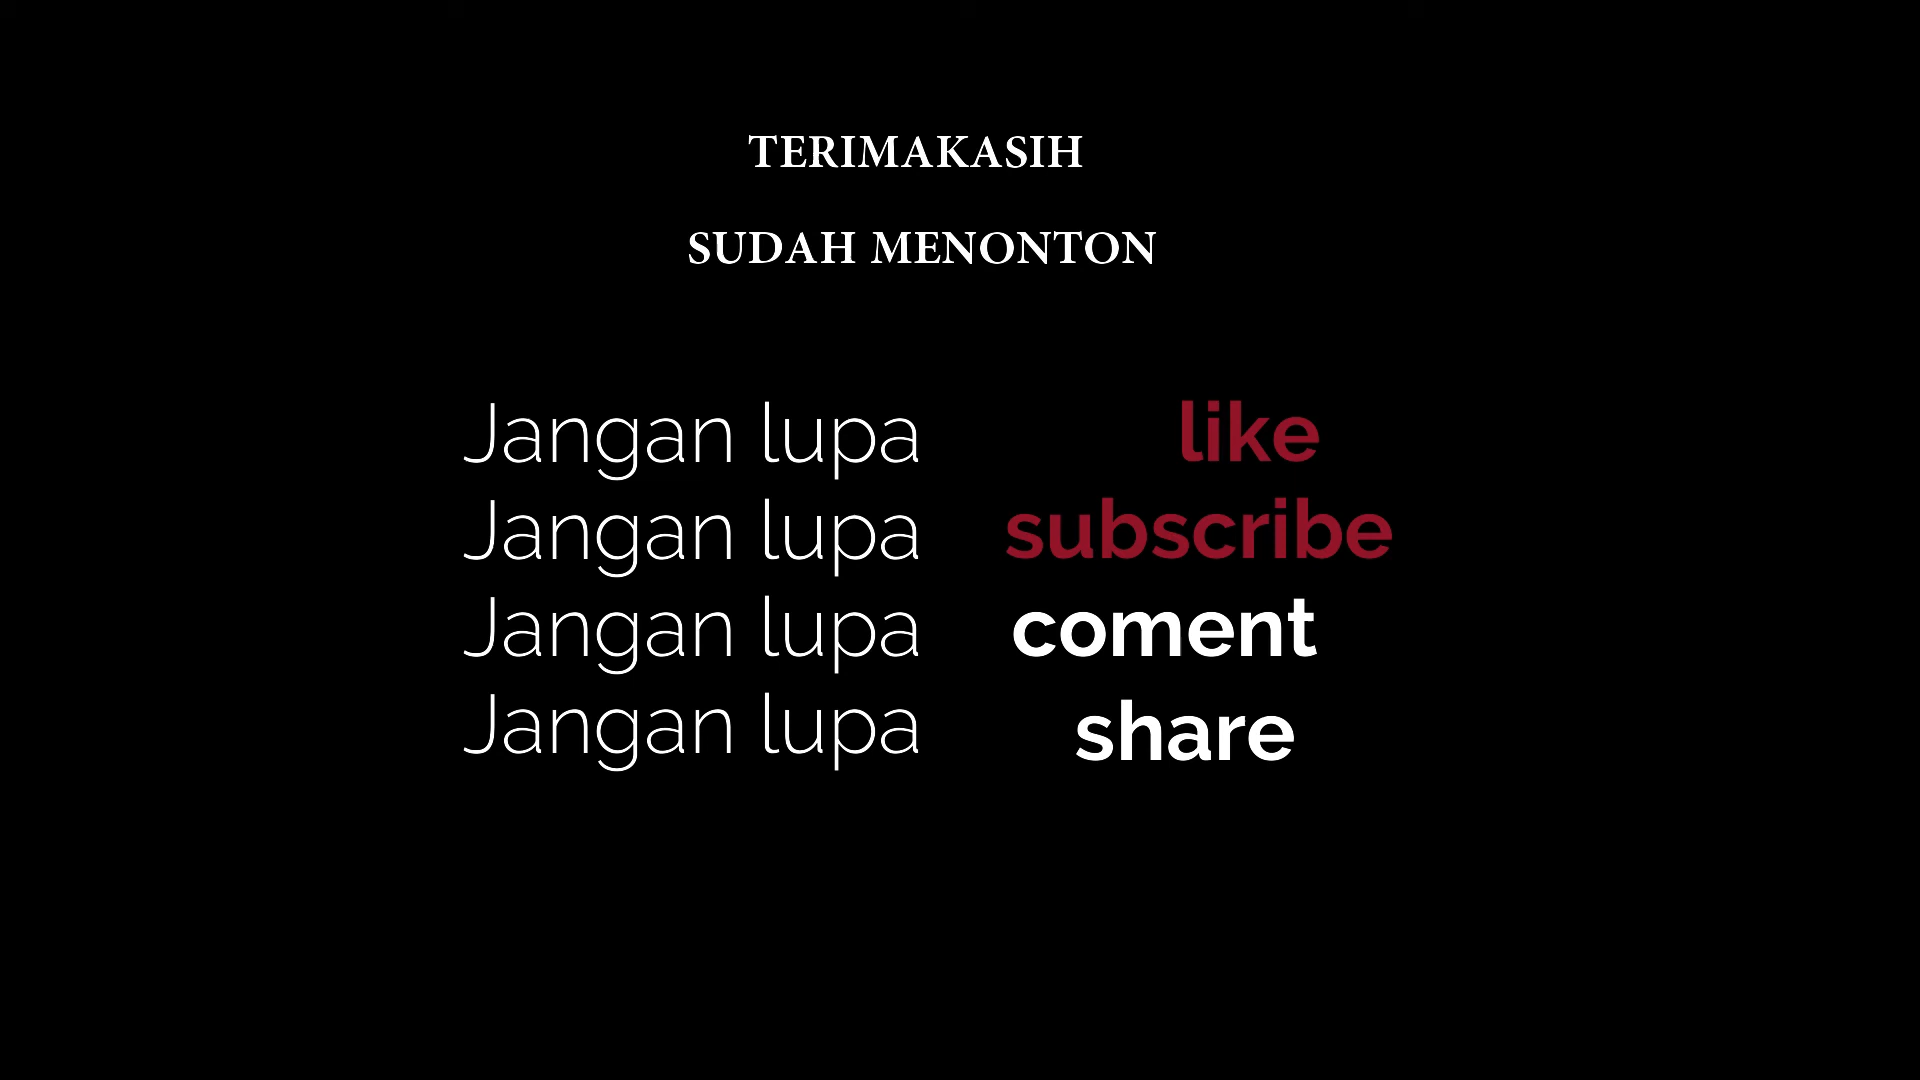 TERIMAKASIH
SUDAH MENONTON
Jangan lupa like
Jangan lupa subscribe
Jangan lupa coment
Jangan lupa share